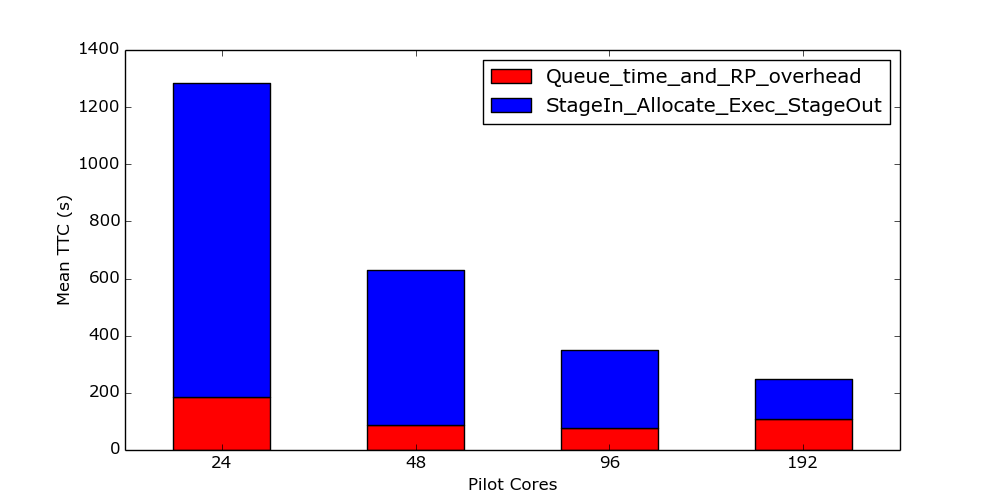 1400
1200
1000
800
600
400
200
0
Mean TTC (s)
Queue_time_and_RP_overhead
StageIn_Allocate_Exec_StageOut
24 48 96 192
Pilot Cores